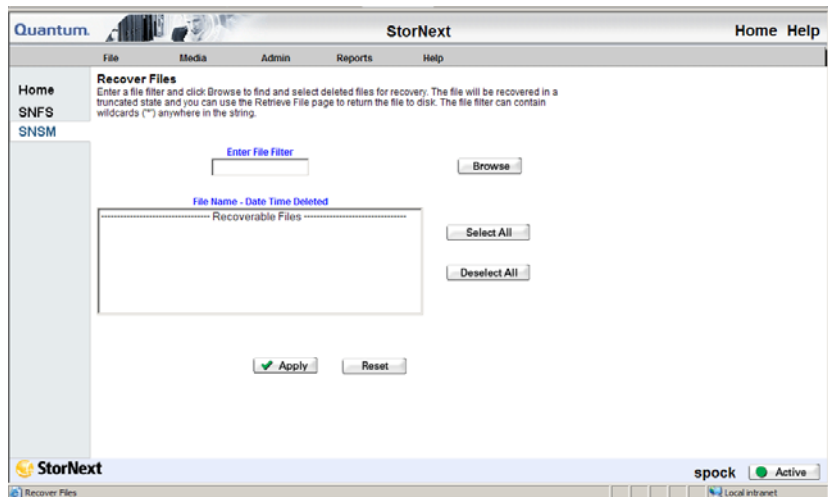 Quantum.
StorNext
Home Help
File Media Admin Reports Help
Home
SNFS
SNSM
Recover Files
Enter a file filter and click Browse to find and select deleted files for recovery. The file will be recovered in a
truncated state and you can use the Retrieve File page to return the file to disk. The file filter can contain
wildcards ("*") anywhere in the string.
Enter File Filter
Browse
File Name - Date Time Deleted
---------------------------------- Recoverable Files --------------------------------
Select All
Deselect All
Apply Reset
StorNext
spock Active
Recover Files
Local intranet